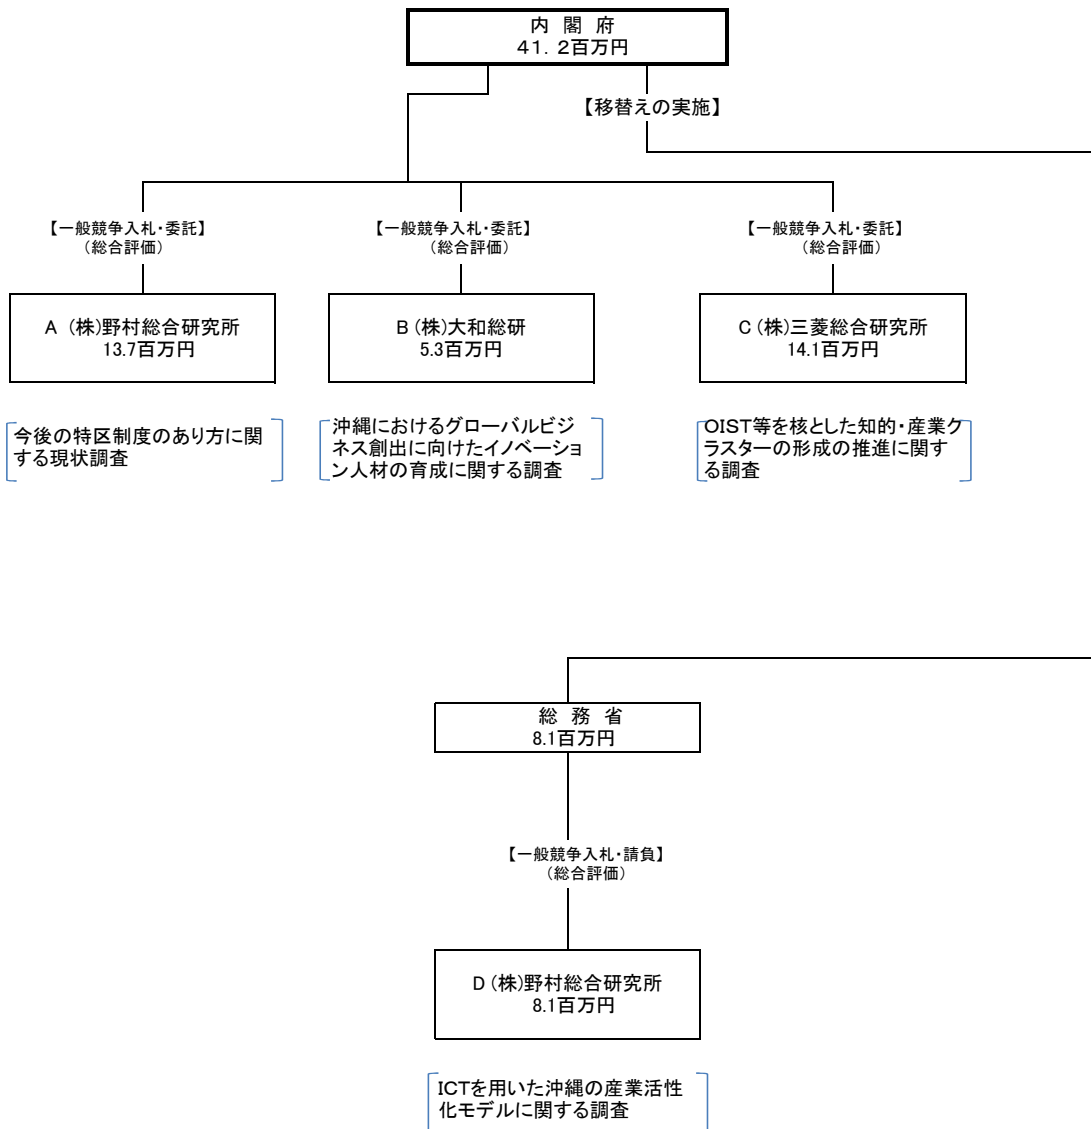 内 閣 府
４１．２百万円
【移替えの実施】
【一般競争入札・委託】
（総合評価）
【一般競争入札・委託】
（総合評価）
【一般競争入札・委託】
（総合評価）
A （株）野村総合研究所
13.7百万円
B （株）大和総研
5.3百万円
C （株）三菱総合研究所
14.1百万円
今後の特区制度のあり方に関
する現状調査
沖縄におけるグローバルビジ
ネス創出に向けたイノベーショ
ン人材の育成に関する調査
OIST等を核とした知的・産業ク
ラスターの形成の推進に関す
る調査
総 務 省
8.1百万円
【一般競争入札・請負】
（総合評価）
D （株）野村総合研究所
8.1百万円
ICTを用いた沖縄の産業活性
化モデルに関する調査